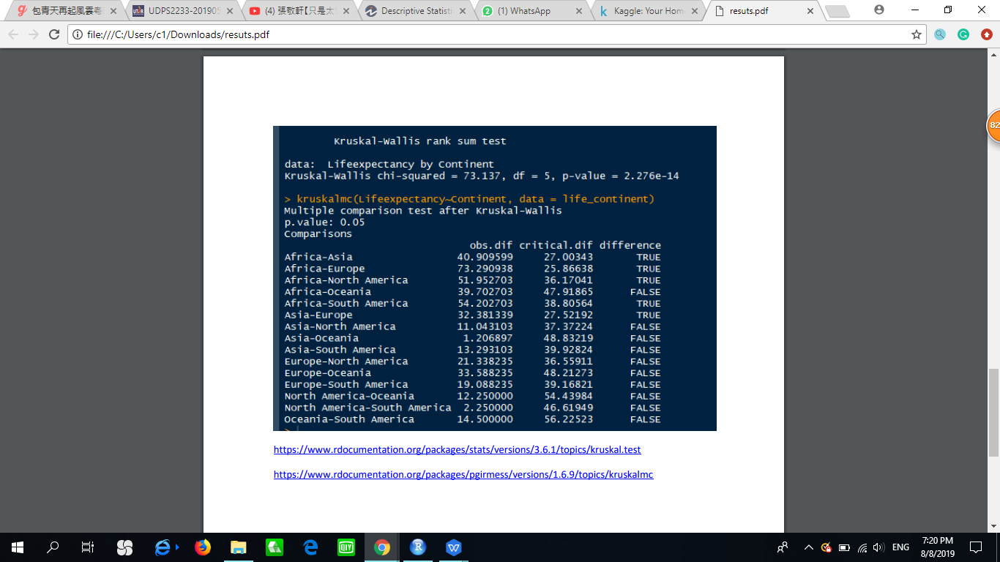 包青天再起風雲粵
UDPS2233-201905
(4) 張敬軒【只是太
Descriptive Statisti
(1) WhatsApp
Kaggle: Your Hom
resuts.pdf
file:///C:/Users/c1/Downloads/resuts.pdf
82
Kruskal-Wallis rank sum test
data:  Lifeexpectancy by Continent
Kruskal-Wallis chi-squared = 73.137, df = 5, p-value = 2.276e-14
> kruskalmc(Lifeexpectancy~Continent, data = life_continent)
Multiple comparison test after Kruskal-Wallis
p.value: 0.05
Comparisons
obs.dif critical.dif difference
Africa-Asia 40.909599 27.00343 TRUE
Africa-Europe 73.290938 25.86638 TRUE
Africa-North America 51.952703 36.17041 TRUE
Africa-Oceania 39.702703 47.91865 FALSE
Africa-South America 54.202703 38.80564 TRUE
Asia-Europe 32.381339 27.52192 TRUE
Asia-North America 11.043103 37.37224 FALSE
Asia-Oceania 1.206897 48.83219 FALSE
Asia-South America 13.293103 39.92824 FALSE
Europe-North America 21.338235 36.55911 FALSE
Europe-Oceania 33.588235 48.21273 FALSE
Europe-South America 19.088235 39.16821 FALSE
North America-Oceania 12.250000 54.43984 FALSE
North America-South America 2.250000 46.61949 FALSE
Oceania-South America 14.500000 56.22523 FALSE
>
https://www.rdocumentation.org/packages/stats/versions/3.6.1/topics/kruskal.test
https://www.rdocumentation.org/packages/pgirmess/versions/1.6.9/topics/kruskalmc
DIY
R
W
ENG
7:20 PM
8/8/2019